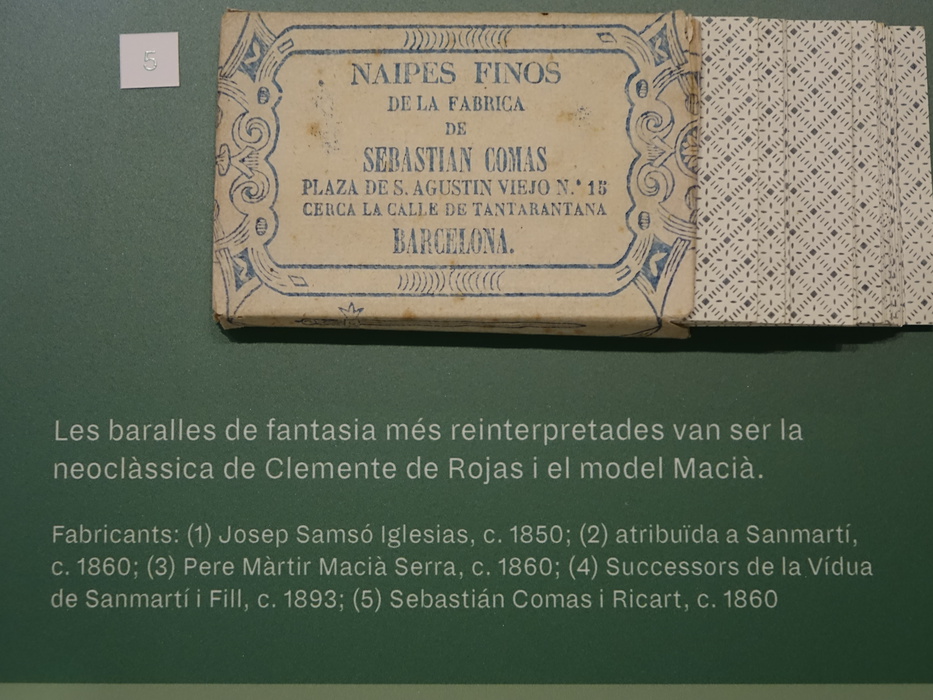 5
NAIPES FINOS
DE LA FABRICA
DE
SEBASTIAN COMAS
PLAZA DE S. AGUSTIN VIEJO N.º 15
CERCA LA CALLE DE TANTARANTANA
BARCELONA.
Les baralles de fantasia més reinterpretades van ser la
neoclàssica de Clemente de Rojas i el model Macià.
Fabricants: (1) Josep Samsó Iglesias, c. 1850; (2) atribuïda a Sanmartí,
c. 1860; (3) Pere Màrtir Macià Serra, c. 1860; (4) Successors de la Vídua
de Sanmartí i Fill, c. 1893; (5) Sebastián Comas i Ricart, c. 1860